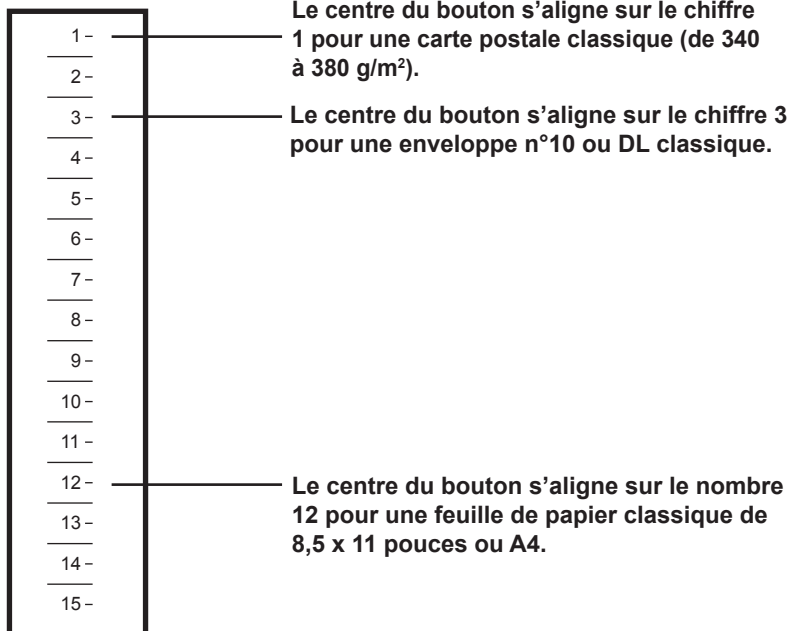 Le centre du bouton s’aligne sur le chiffre
1 pour une carte postale classique (de 340
à 380 g/m²).
Le centre du bouton s’aligne sur le chiffre 3
pour une enveloppe n°10 ou DL classique.
Le centre du bouton s’aligne sur le nombre
12 pour une feuille de papier classique de
8,5 x 11 pouces ou A4.
1 –
2 –
3 –
4 –
5 –
6 –
7 –
8 –
9 –
10 –
11 –
12 –
13 –
14 –
15 –